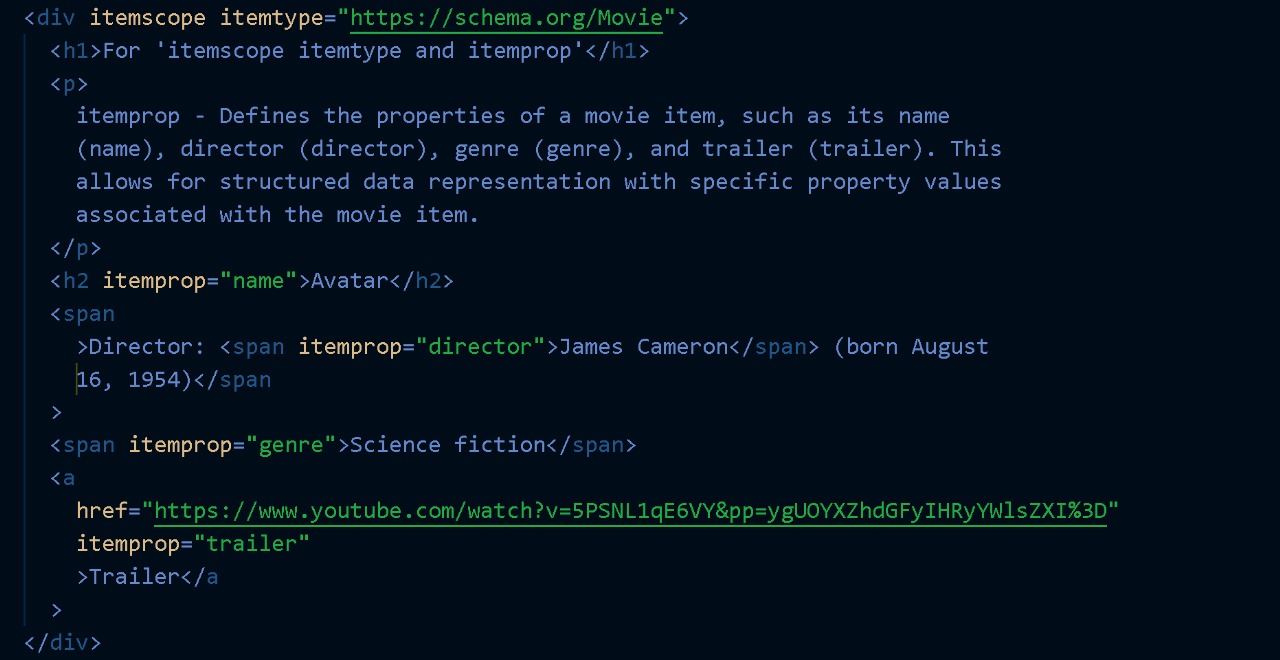 <div itemscope itemtype="https://schema.org/Movie">
<h1>For 'itemscope itemtype and itemprop'</h1>
<p>
itemprop - Defines the properties of a movie item, such as its name
(name), director (director), genre (genre), and trailer (trailer). This
allows for structured data representation with specific property values
associated with the movie item.
</p>
<h2 itemprop="name">Avatar</h2>
<span
>Director: <span itemprop="director">James Cameron</span> (born August
16, 1954)</span
>
<span itemprop="genre">Science fiction</span>
<a
href="https://www.youtube.com/watch?v=5PSNL1qE6VY&pp=ygUOYXZhdGFyIHRyYWlsZXI%3D"
itemprop="trailer"
>Trailer</a
>
</div>